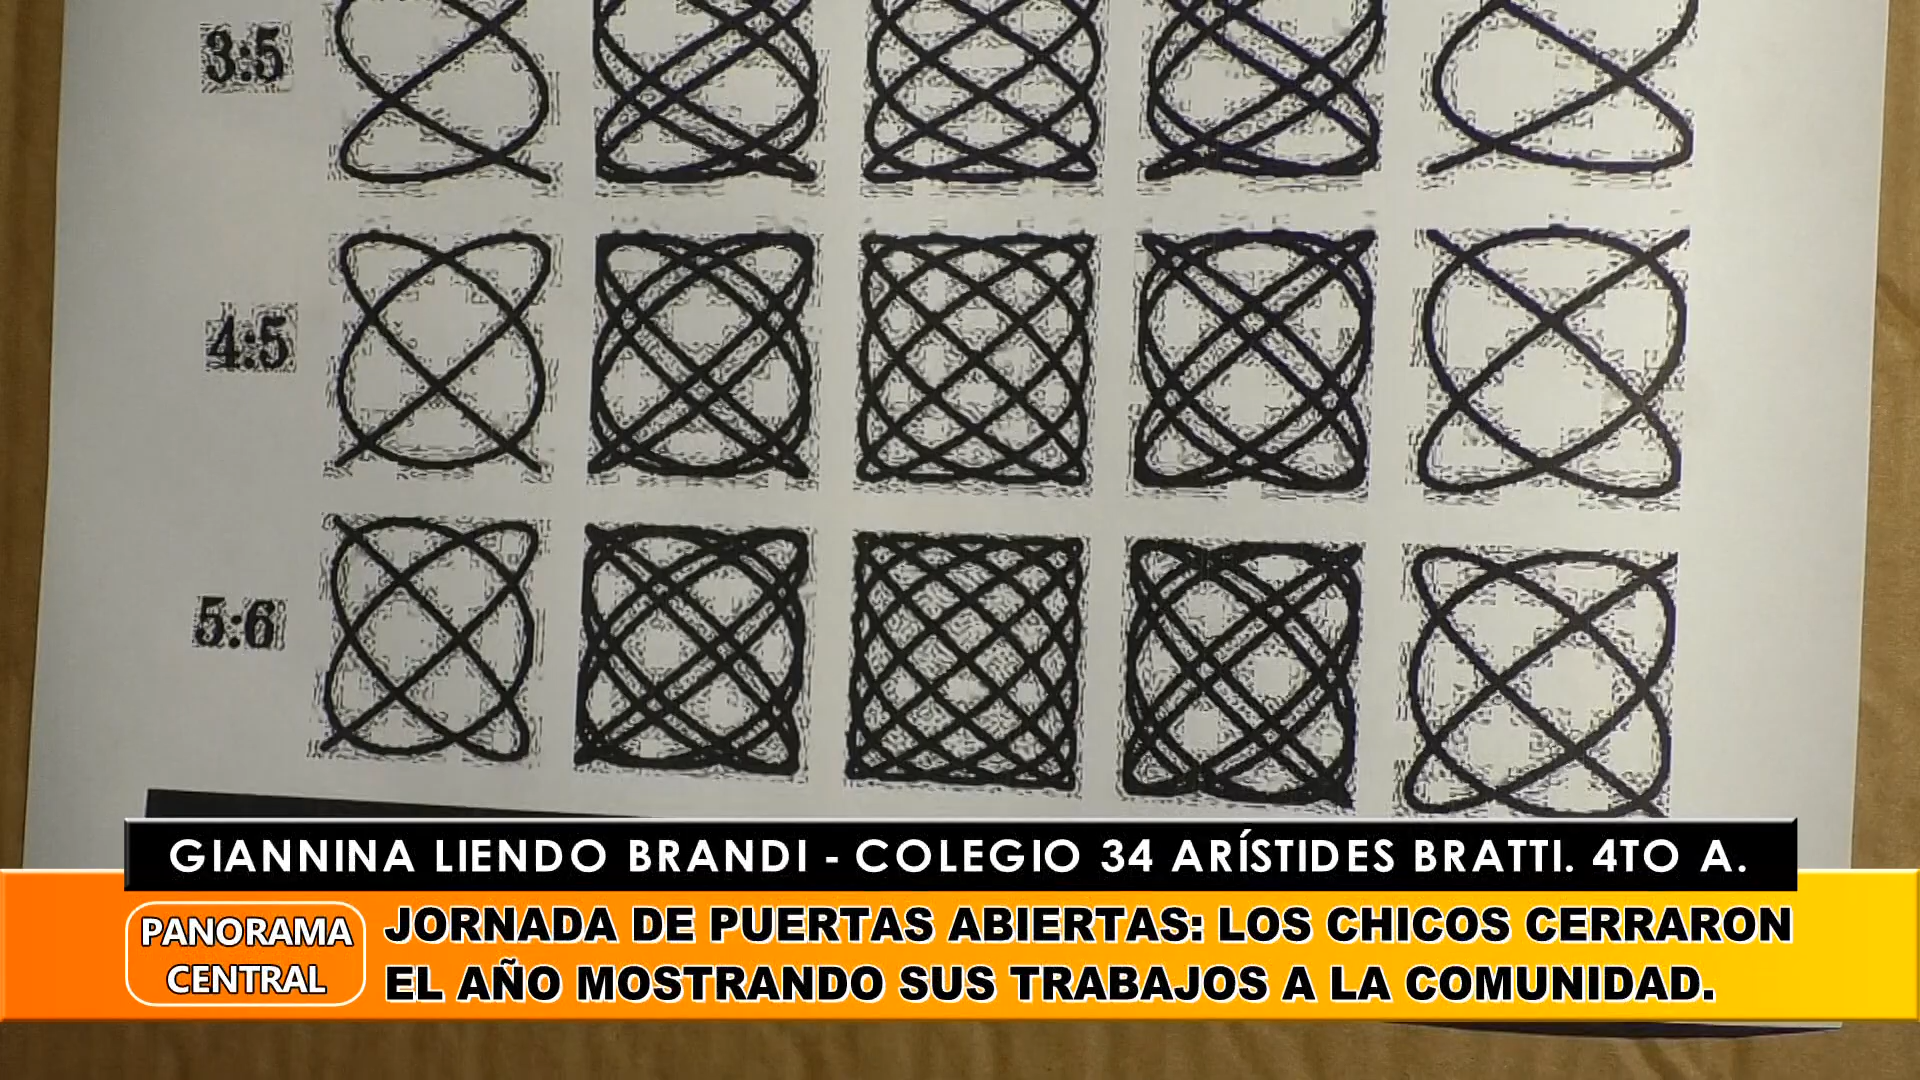 3:5
4:5
5:6
GIANNINA LIENDO BRANDI - COLEGIO 34 ARÍSTIDES BRATTI. 4TO A.
PANORAMA
CENTRAL
JORNADA DE PUERTAS ABIERTAS: LOS CHICOS CERRARON
EL AÑO MOSTRANDO SUS TRABAJOS A LA COMUNIDAD.